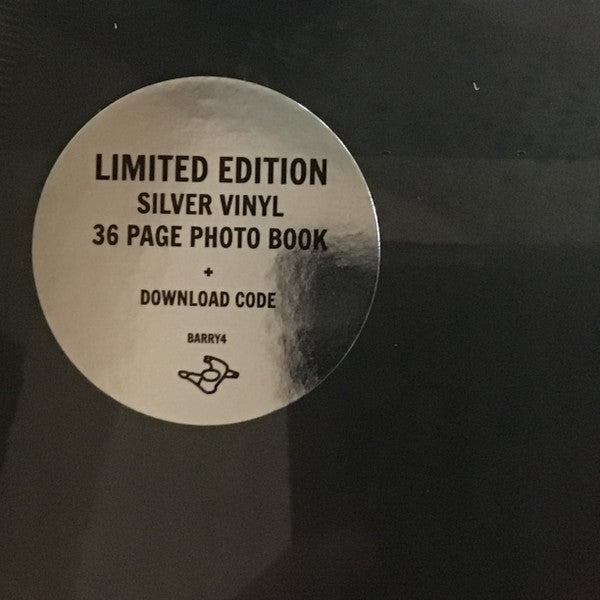 LIMITED EDITION
SILVER VINYL
36 PAGE PHOTO BOOK
+
DOWNLOAD CODE
BARRY4